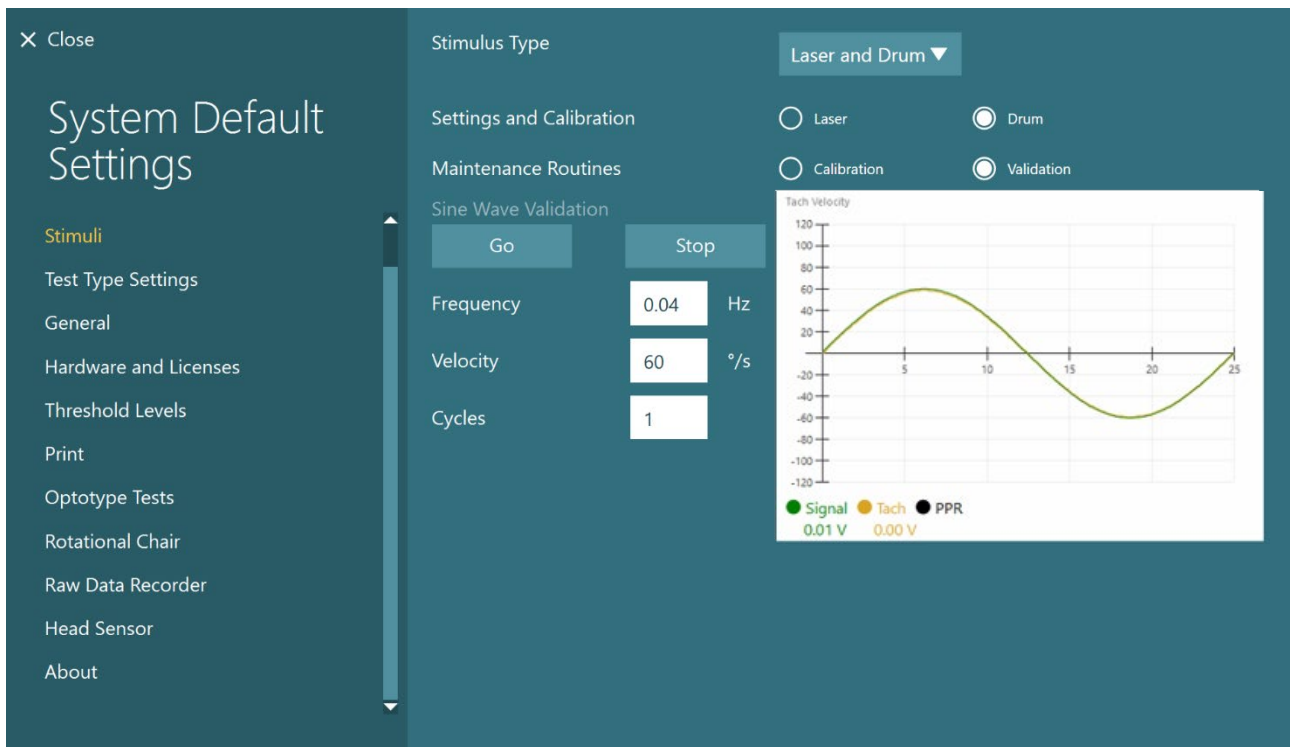 Close
System Default
Settings
Stimuli
Test Type Settings
General
Hardware and Licenses
Threshold Levels
Print
Optotype Tests
Rotational Chair
Raw Data Recorder
Head Sensor
About
Stimulus Type
Laser and Drum
Settings and Calibration
Laser
Drum
Maintenance Routines
Calibration
Validation
Sine Wave Validation
Go
Stop
Frequency
0.04
Hz
Velocity
60
°/s
Cycles
1
Tach Velocity
120
100
80
60
40
20
-20
-40
-60
-80
-100
-120
5
10
15
20
25
Signal
Tach
PPR
0.01 V
0.00 V